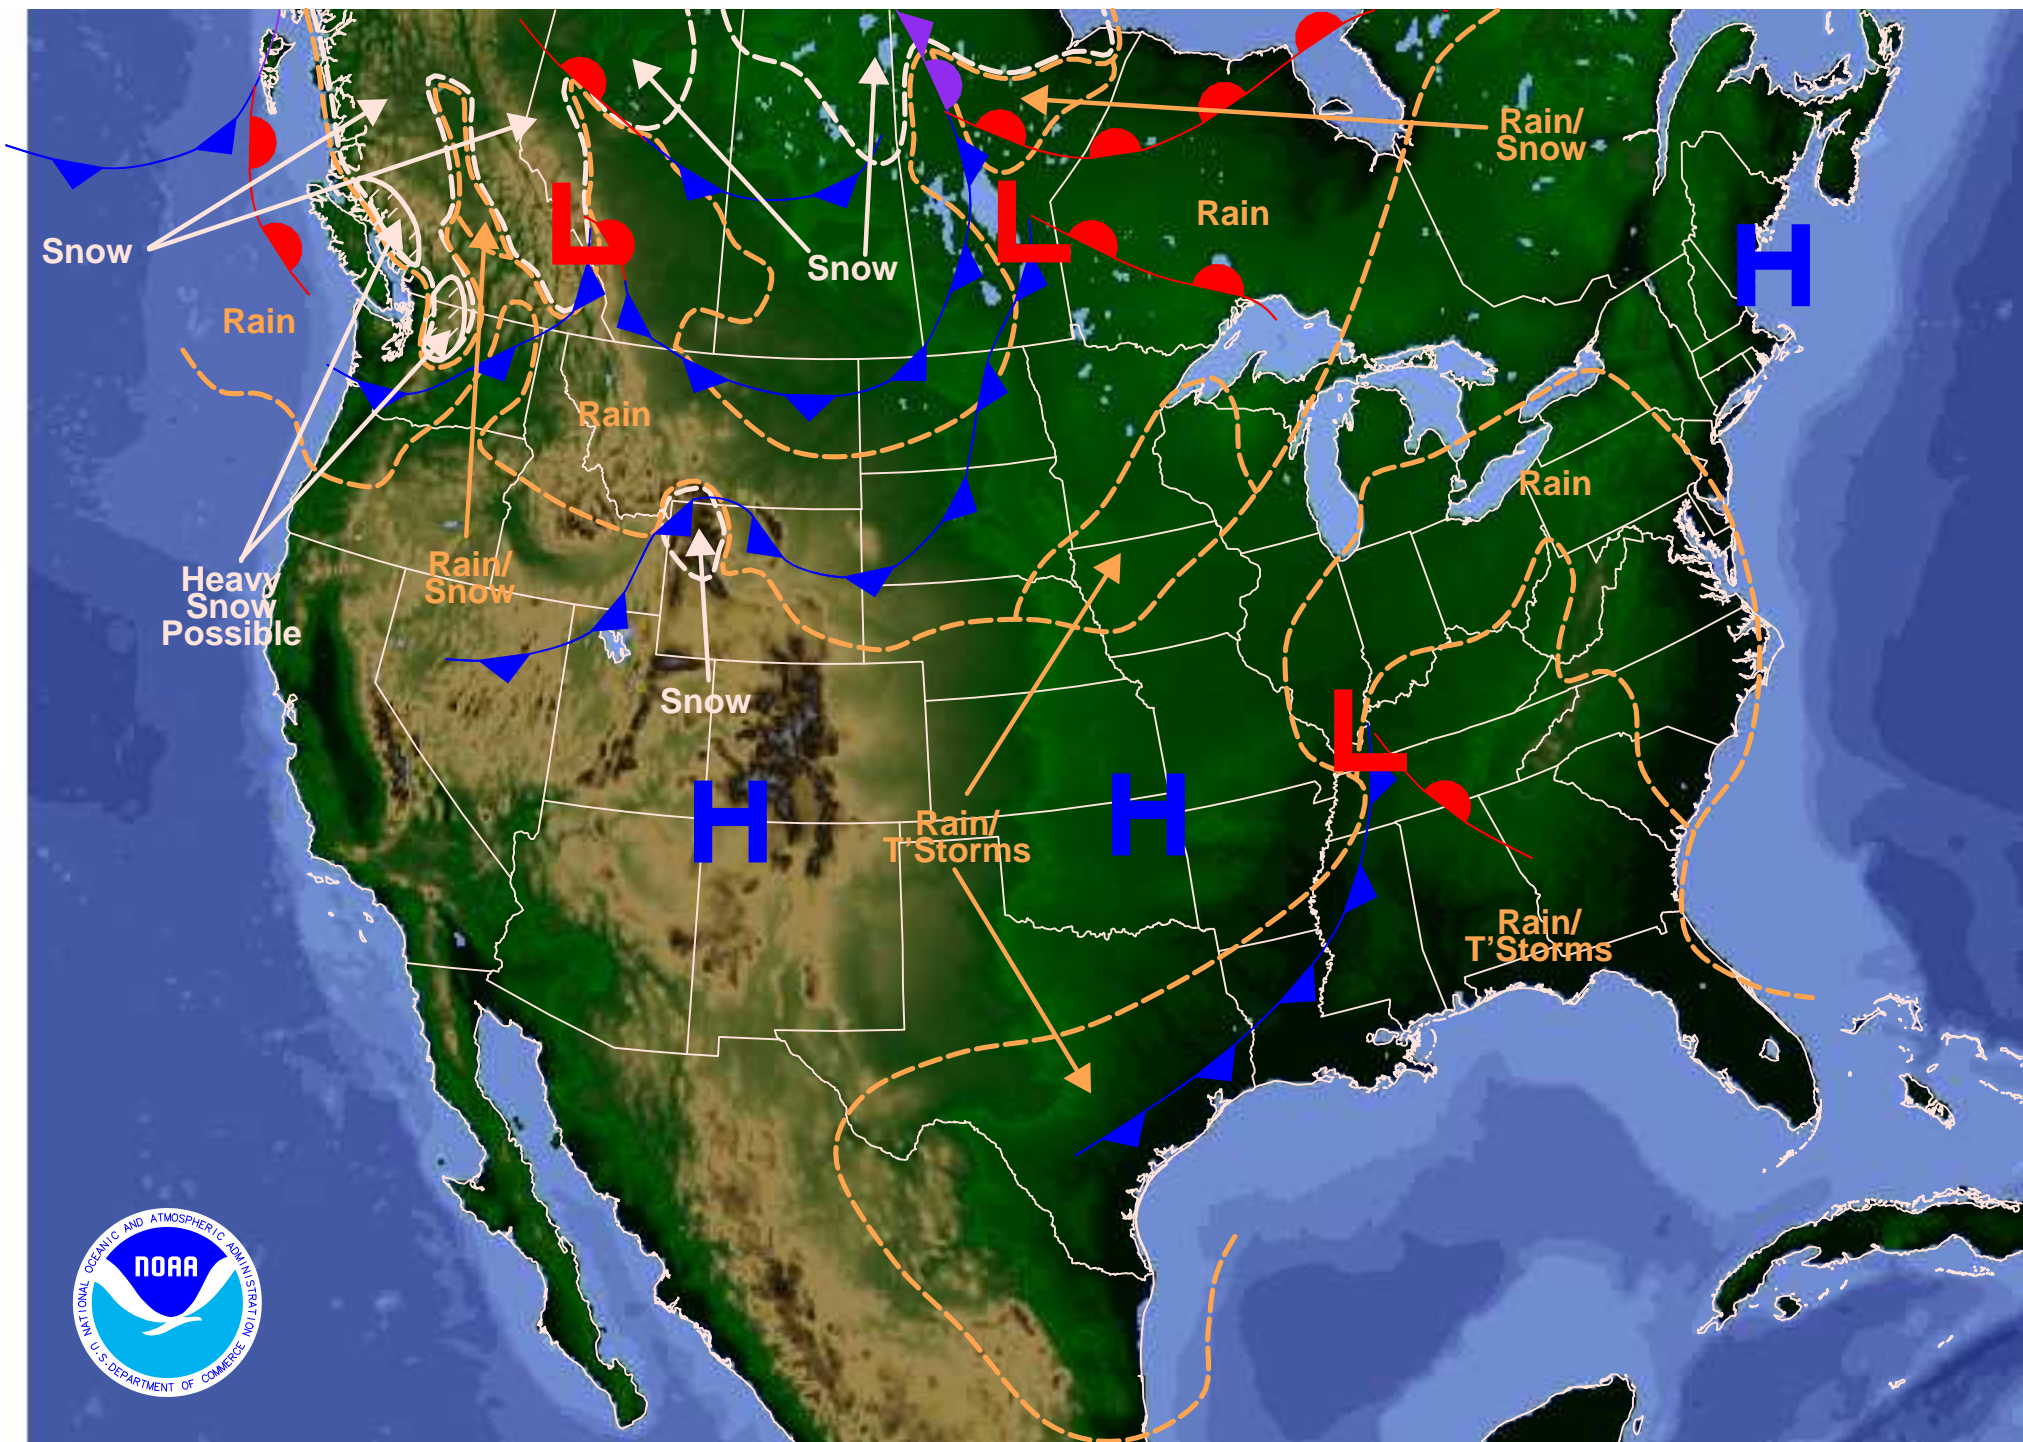 Rain/
Snow
Rain
H
L
L
Snow
Snow
Rain
Rain
Rain
Heavy
Snow
Possible
Rain/
Snow
Snow
L
H
H
Rain/
T'Storms
Rain/
T'Storms
NATIONAL OCEANIC AND ATMOSPHERIC ADMINISTRATION
NOAA
U.S. DEPARTMENT OF COMMERCE